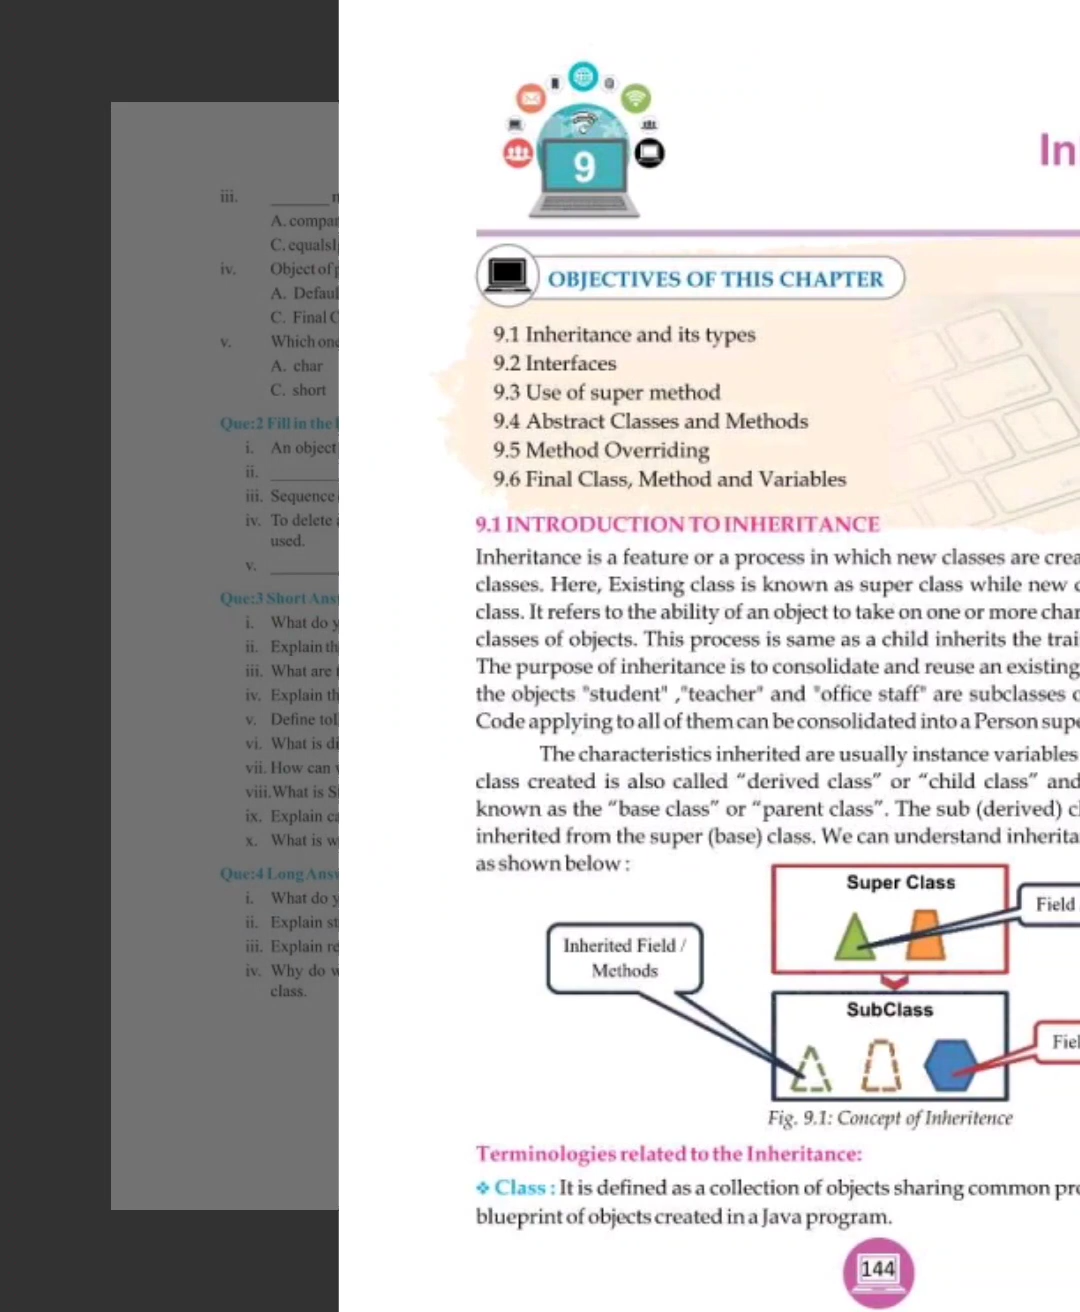 iii. ______
A. compar
C. equalsI
iv. Object of
A. Defaul
C. Final C
v. Which one
A. char
C. short
Que:2 Fill in the
i. An object
ii. ______
iii. Sequence
iv. To delete
used.
v. ______
Que:3 Short Ans
i. What do y
ii. Explain th
iii. What are
iv. Explain th
v. Define tol
vi. What is di
vii. How can
viii. What is S
ix. Explain ca
x. What is w
Que:4 Long Answ
i. What do y
ii. Explain st
iii. Explain re
iv. Why do w
class.
9
In
OBJECTIVES OF THIS CHAPTER
9.1 Inheritance and its types
9.2 Interfaces
9.3 Use of super method
9.4 Abstract Classes and Methods
9.5 Method Overriding
9.6 Final Class, Method and Variables
9.1 INTRODUCTION TO INHERITANCE
Inheritance is a feature or a process in which new classes are crea
classes. Here, Existing class is known as super class while new c
class. It refers to the ability of an object to take on one or more char
classes of objects. This process is same as a child inherits the trai
The purpose of inheritance is to consolidate and reuse an existing
the objects "student" ,"teacher" and "office staff" are subclasses o
Code applying to all of them can be consolidated into a Person supe
The characteristics inherited are usually instance variables
class created is also called “derived class” or “child class” and
known as the “base class” or “parent class”. The sub (derived) cl
inherited from the super (base) class. We can understand inherita
as shown below :
Super Class
Field
Inherited Field /
Methods
SubClass
Fiel
Fig. 9.1: Concept of Inheritence
Terminologies related to the Inheritance:
❖ Class : It is defined as a collection of objects sharing common pro
blueprint of objects created in a Java program.
144